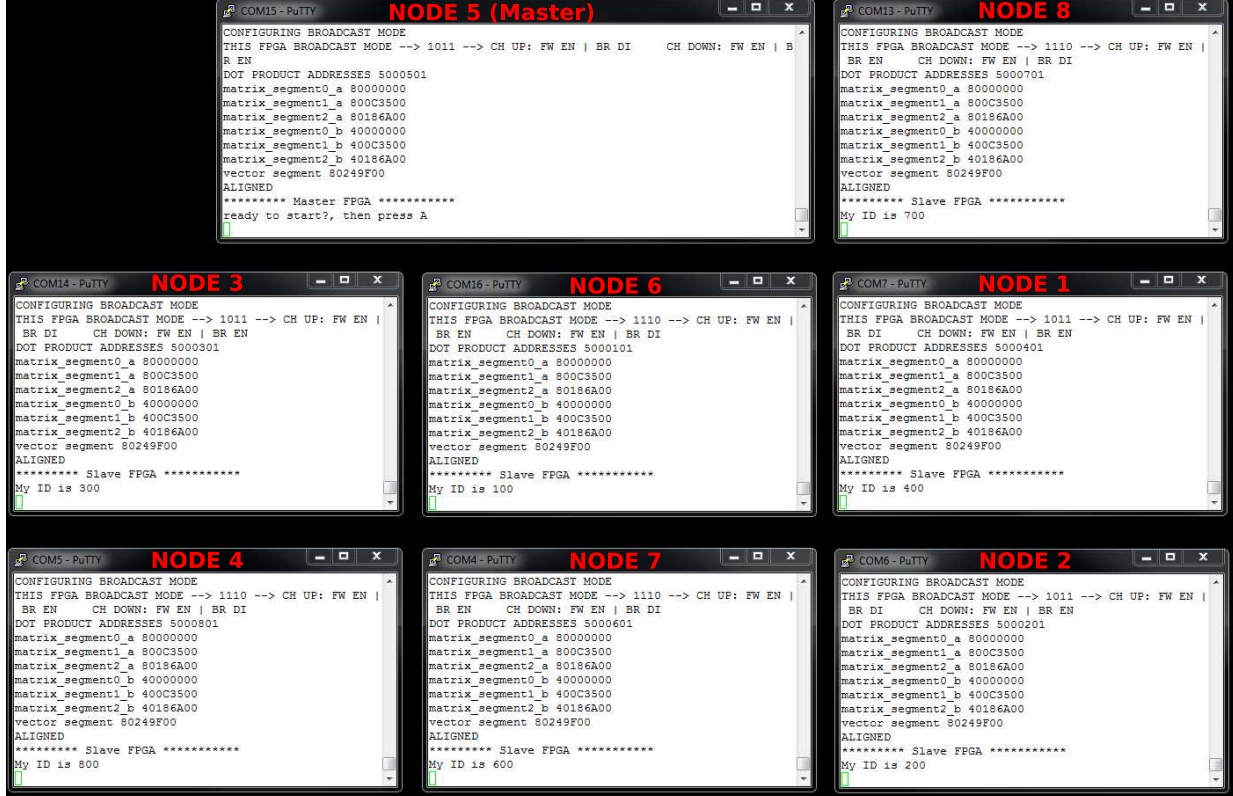 COM15 - PuTTY NODE 5 (Master)
CONFIGURING BROADCAST MODE
THIS FPGA BROADCAST MODE --> 1011 --> CH UP: FW EN | BR DI     CH DOWN: FW EN | B
R EN
DOT PRODUCT ADDRESSES 5000501
matrix_segment0_a 80000000
matrix_segment1_a 800C3500
matrix_segment2_a 80186A00
matrix_segment0_b 40000000
matrix_segment1_b 400C3500
matrix_segment2_b 40186A00
vector segment 80249F00
ALIGNED
********* Master FPGA ***********
ready to start?, then press A
COM13 - PuTTY NODE 8
CONFIGURING BROADCAST MODE
THIS FPGA BROADCAST MODE --> 1110 --> CH UP: FW EN |
BR EN     CH DOWN: FW EN | BR DI
DOT PRODUCT ADDRESSES 5000701
matrix_segment0_a 80000000
matrix_segment1_a 800C3500
matrix_segment2_a 80186A00
matrix_segment0_b 40000000
matrix_segment1_b 400C3500
matrix_segment2_b 40186A00
vector segment 80249F00
ALIGNED
********* Slave FPGA ***********
My ID is 700
COM14 - PuTTY NODE 3
CONFIGURING BROADCAST MODE
THIS FPGA BROADCAST MODE --> 1011 --> CH UP: FW EN |
BR DI     CH DOWN: FW EN | BR EN
DOT PRODUCT ADDRESSES 5000301
matrix_segment0_a 80000000
matrix_segment1_a 800C3500
matrix_segment2_a 80186A00
matrix_segment0_b 40000000
matrix_segment1_b 400C3500
matrix_segment2_b 40186A00
vector segment 80249F00
ALIGNED
********* Slave FPGA ***********
My ID is 300
COM16 - PuTTY NODE 6
CONFIGURING BROADCAST MODE
THIS FPGA BROADCAST MODE --> 1110 --> CH UP: FW EN |
BR EN     CH DOWN: FW EN | BR DI
DOT PRODUCT ADDRESSES 5000101
matrix_segment0_a 80000000
matrix_segment1_a 800C3500
matrix_segment2_a 80186A00
matrix_segment0_b 40000000
matrix_segment1_b 400C3500
matrix_segment2_b 40186A00
vector segment 80249F00
ALIGNED
********* Slave FPGA ***********
My ID is 100
COM7 - PuTTY NODE 1
CONFIGURING BROADCAST MODE
THIS FPGA BROADCAST MODE --> 1011 --> CH UP: FW EN |
BR DI     CH DOWN: FW EN | BR EN
DOT PRODUCT ADDRESSES 5000401
matrix_segment0_a 80000000
matrix_segment1_a 800C3500
matrix_segment2_a 80186A00
matrix_segment0_b 40000000
matrix_segment1_b 400C3500
matrix_segment2_b 40186A00
vector segment 80249F00
ALIGNED
********* Slave FPGA ***********
My ID is 400
COM5 - PuTTY NODE 4
CONFIGURING BROADCAST MODE
THIS FPGA BROADCAST MODE --> 1110 --> CH UP: FW EN |
BR EN     CH DOWN: FW EN | BR DI
DOT PRODUCT ADDRESSES 5000801
matrix_segment0_a 80000000
matrix_segment1_a 800C3500
matrix_segment2_a 80186A00
matrix_segment0_b 40000000
matrix_segment1_b 400C3500
matrix_segment2_b 40186A00
vector segment 80249F00
ALIGNED
********* Slave FPGA ***********
My ID is 800
COM4 - PuTTY NODE 7
CONFIGURING BROADCAST MODE
THIS FPGA BROADCAST MODE --> 1110 --> CH UP: FW EN |
BR EN     CH DOWN: FW EN | BR DI
DOT PRODUCT ADDRESSES 5000601
matrix_segment0_a 80000000
matrix_segment1_a 800C3500
matrix_segment2_a 80186A00
matrix_segment0_b 40000000
matrix_segment1_b 400C3500
matrix_segment2_b 40186A00
vector segment 80249F00
ALIGNED
********* Slave FPGA ***********
My ID is 600
COM6 - PuTTY NODE 2
CONFIGURING BROADCAST MODE
THIS FPGA BROADCAST MODE --> 1011 --> CH UP: FW EN |
BR DI     CH DOWN: FW EN | BR EN
DOT PRODUCT ADDRESSES 5000201
matrix_segment0_a 80000000
matrix_segment1_a 800C3500
matrix_segment2_a 80186A00
matrix_segment0_b 40000000
matrix_segment1_b 400C3500
matrix_segment2_b 40186A00
vector segment 80249F00
ALIGNED
********* Slave FPGA ***********
My ID is 200